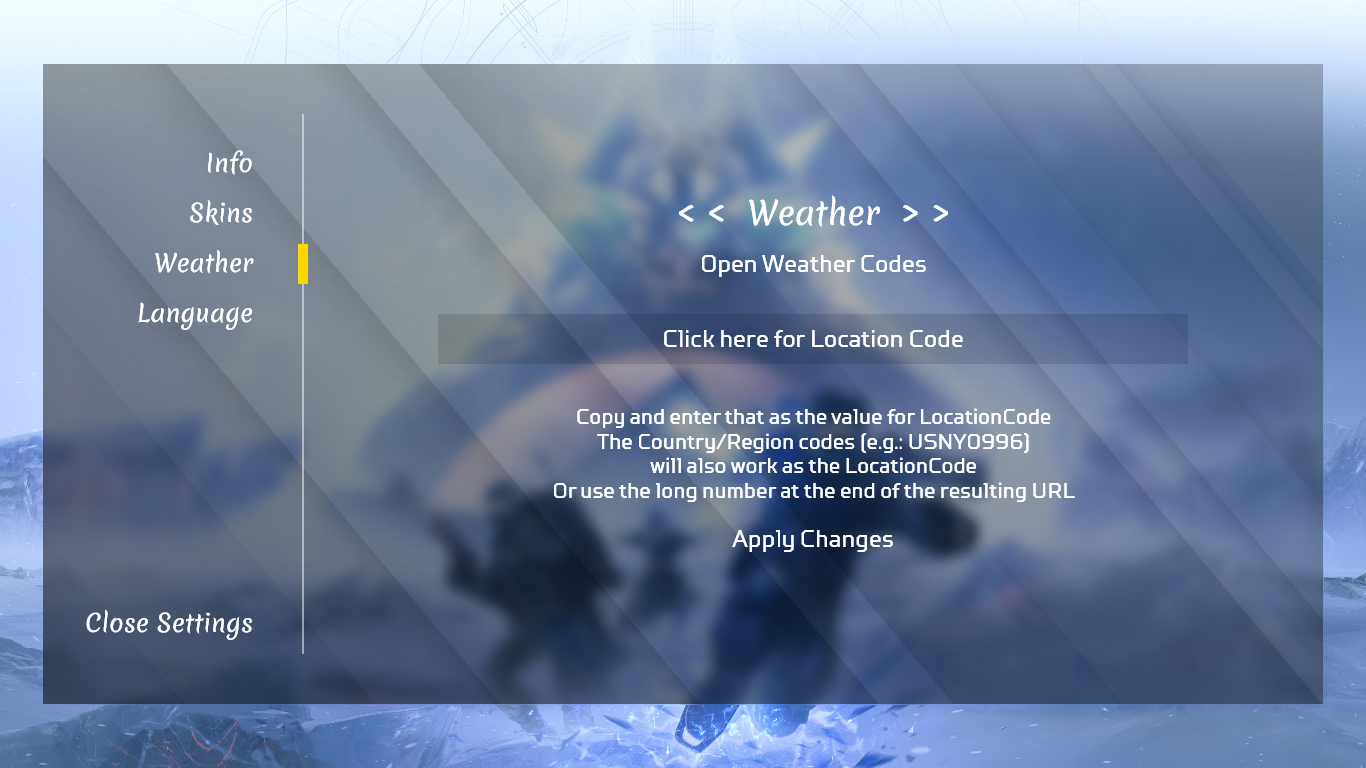 Info
Skins
Weather
Language
Close Settings
< < Weather > >
Open Weather Codes
Click here for Location Code
Copy and enter that as the value for LocationCode
The Country/Region codes (e.g.: USNY0996)
will also work as the LocationCode
Or use the long number at the end of the resulting URL
Apply Changes